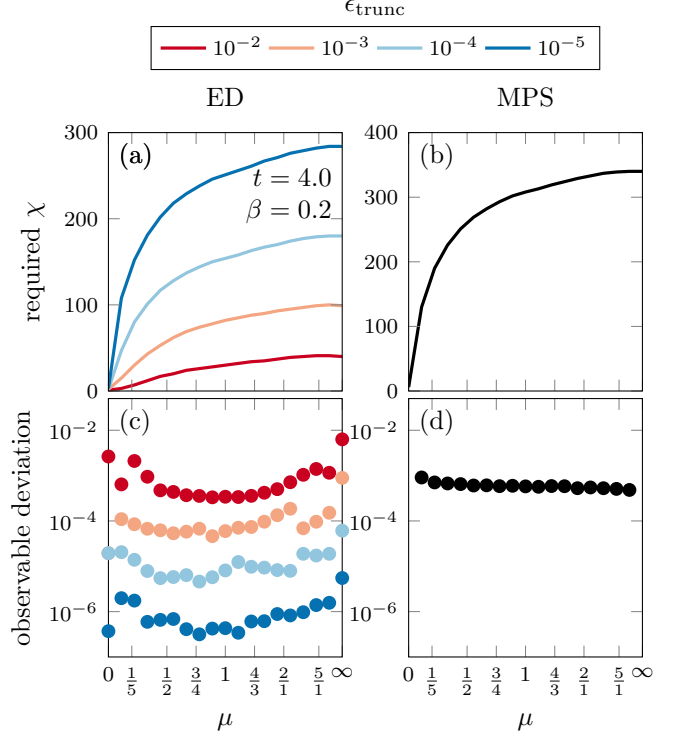 ϵ_trunc
10⁻² 10⁻³ 10⁻⁴ 10⁻⁵
ED MPS
(a) (b)
t = 4.0
β = 0.2
required χ
300
200
100
0
400
300
200
100
0
(c) (d)
observable deviation
10⁻²
10⁻⁴
10⁻⁶
10⁻²
10⁻⁴
10⁻⁶
0 1/5 1/2 3/4 1 4/3 2/1 5/1 ∞
0 1/5 1/2 3/4 1 4/3 2/1 5/1 ∞
μ μ